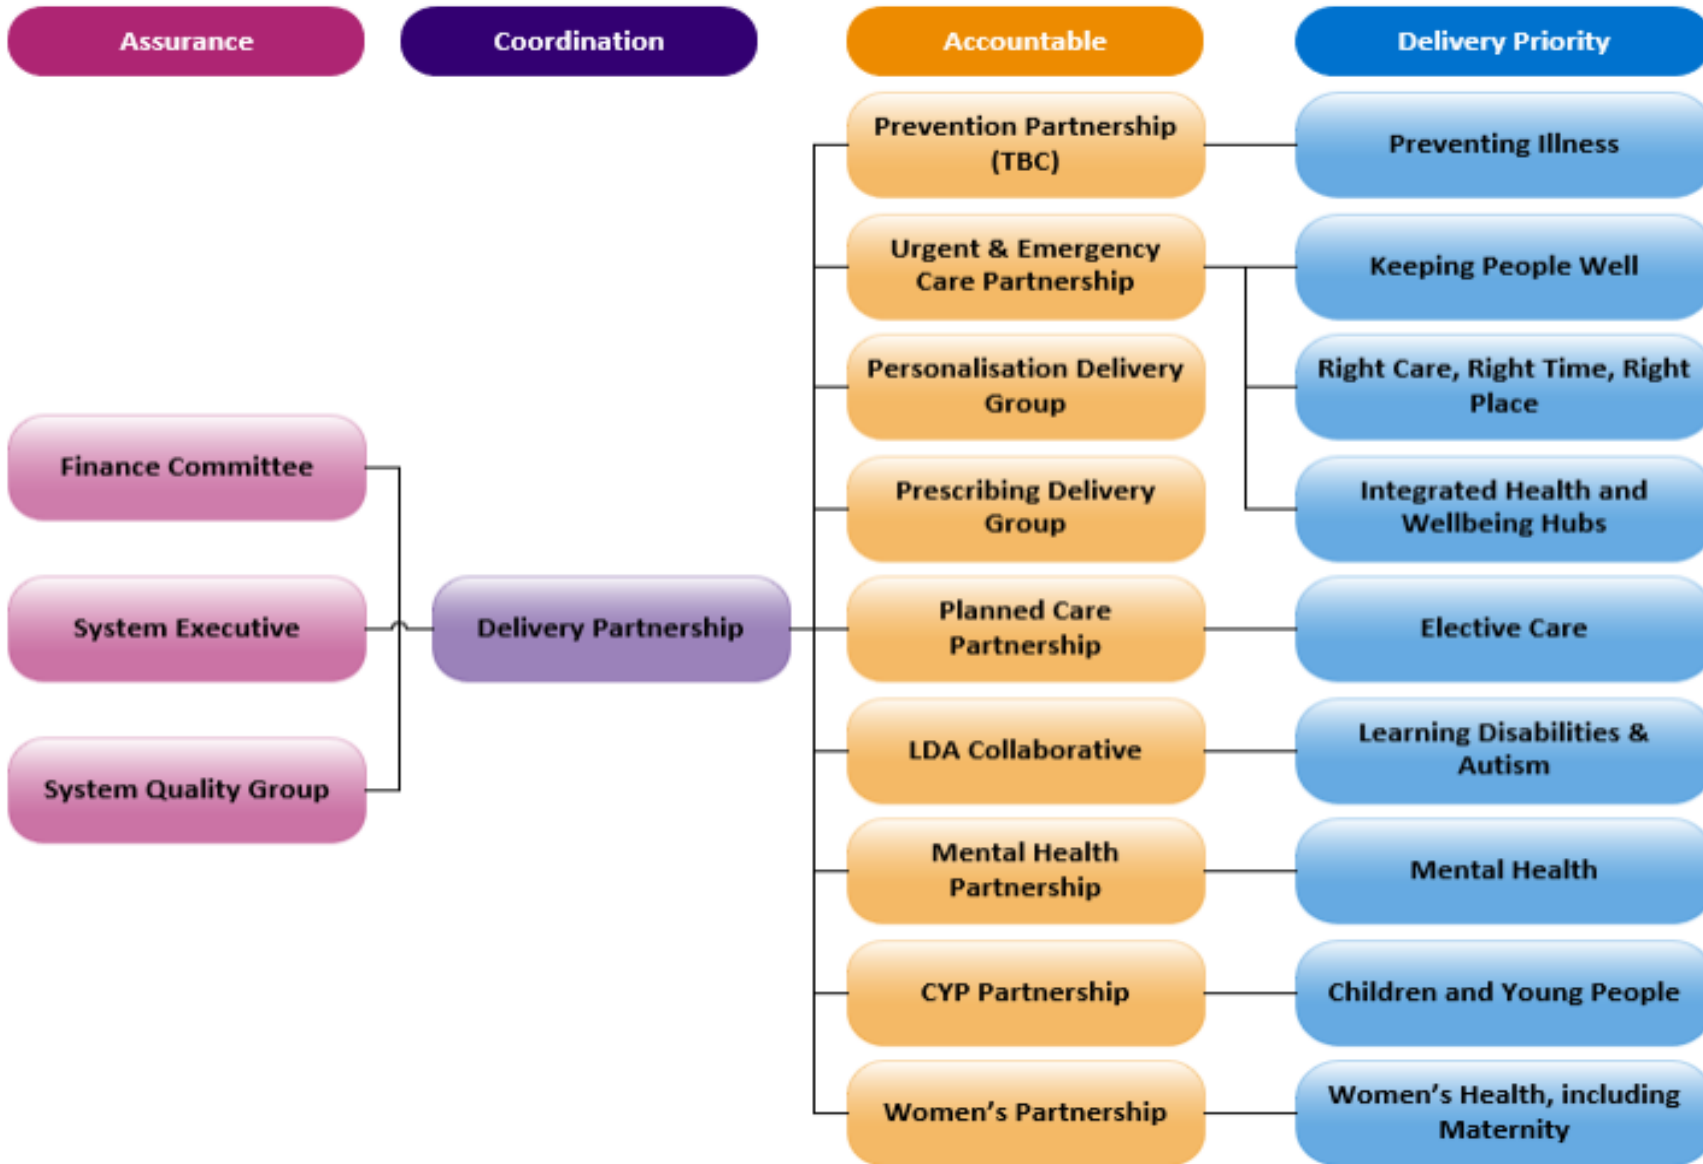 Assurance
Coordination
Accountable
Delivery Priority
Prevention Partnership
(TBC)
Preventing Illness
Urgent & Emergency
Care Partnership
Keeping People Well
Personalisation Delivery
Group
Right Care, Right Time, Right
Place
Finance Committee
Prescribing Delivery
Group
Integrated Health and
Wellbeing Hubs
System Executive
Delivery Partnership
Planned Care
Partnership
Elective Care
System Quality Group
LDA Collaborative
Learning Disabilities &
Autism
Mental Health
Partnership
Mental Health
CYP Partnership
Children and Young People
Women’s Partnership
Women’s Health, including
Maternity